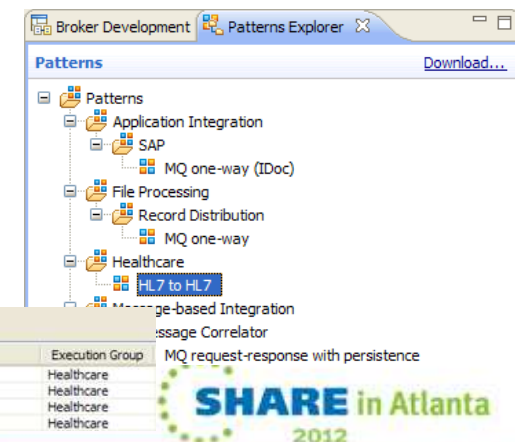 Broker Development Patterns Explorer
Patterns Download...
Patterns
Application Integration
SAP
MQ one-way (IDoc)
File Processing
Record Distribution
MQ one-way
Healthcare
HL7 to HL7
ge-based Integration
ssage Correlator
Execution Group MQ request-response with persistence
Healthcare
Healthcare
Healthcare
Healthcare
SHARE in Atlanta
2012